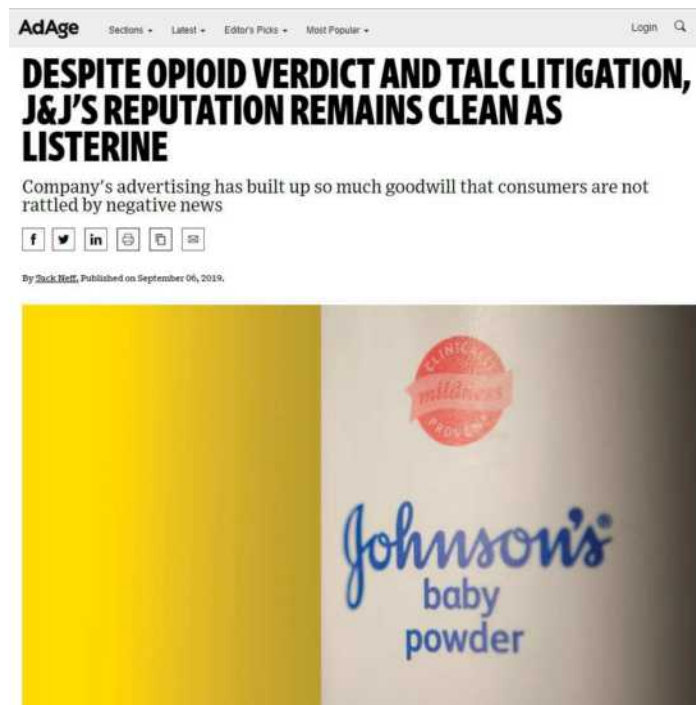 AdAge Sections Latest Editor's Picks Most Popular Login
DESPITE OPIOID VERDICT AND TALC LITIGATION,
J&J'S REPUTATION REMAINS CLEAN AS
LISTERINE
Company's advertising has built up so much goodwill that consumers are not
rattled by negative news
By Jack Neff, Published on September 06, 2019.
CLINICALLY
mildness
PROVEN
Johnson's®
baby
powder